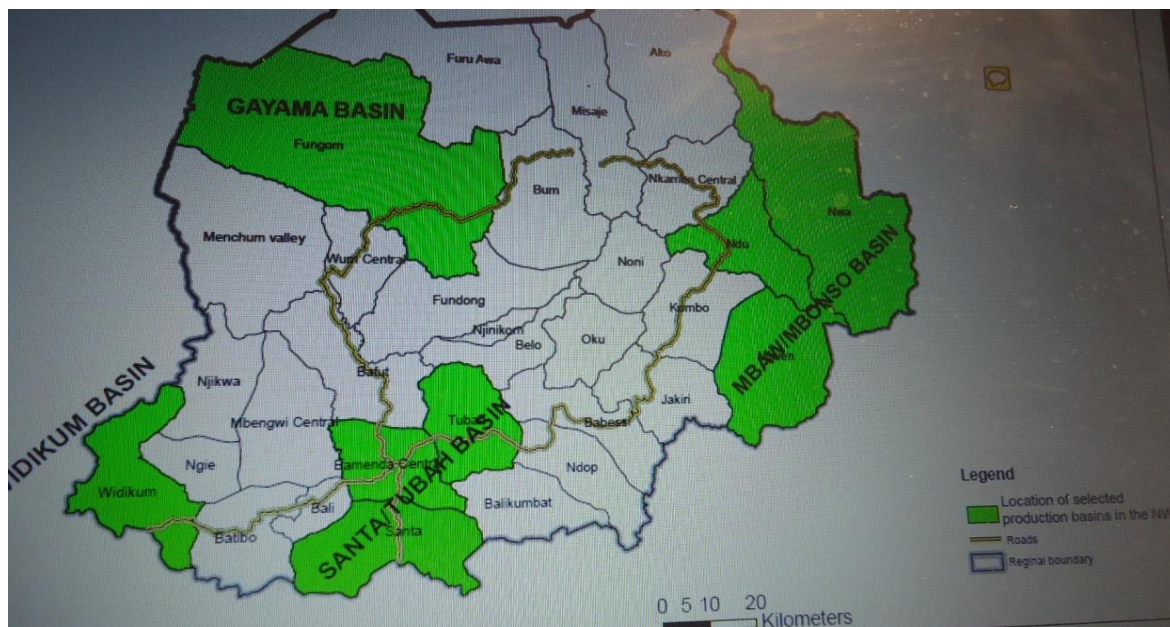 Furu Awa
Ako
Misaje
GAYAMA BASIN
Fungom
Bum
Nkambe Central
Nwa
Menchum valley
Wum Central
Noni
Ndu
Fundong
Kumbo
MBAW/MBONSO BASIN
Njinikom
Belo
Oku
WIDIKUM BASIN
Njikwa
Bafut
Jakiri
Mbengwi Central
Tubah
Babessi
Ngie
Bamenda Central
Ndop
Widikum
Bali
Balikumbat
SANTA/TUBAH BASIN
Batibo
Santa
Legend
Location of selected
production basins in the NW
Roads
Reginal boundary
0 5 10 20
Kilometers